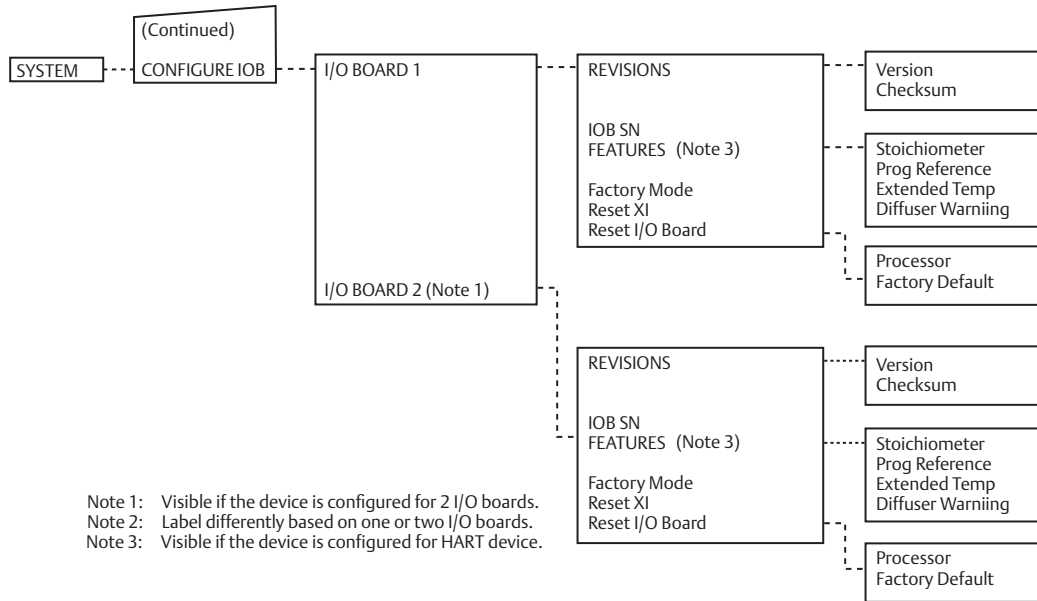 (Continued)
SYSTEM
CONFIGURE IOB
I/O BOARD 1
I/O BOARD 2 (Note 1)
REVISIONS
IOB SN
FEATURES (Note 3)
Factory Mode
Reset XI
Reset I/O Board
Version
Checksum
Stoichiometer
Prog Reference
Extended Temp
Diffuser Warniing
Processor
Factory Default
REVISIONS
IOB SN
FEATURES (Note 3)
Factory Mode
Reset XI
Reset I/O Board
Version
Checksum
Stoichiometer
Prog Reference
Extended Temp
Diffuser Warniing
Processor
Factory Default
Note 1: Visible if the device is configured for 2 I/O boards.
Note 2: Label differently based on one or two I/O boards.
Note 3: Visible if the device is configured for HART device.